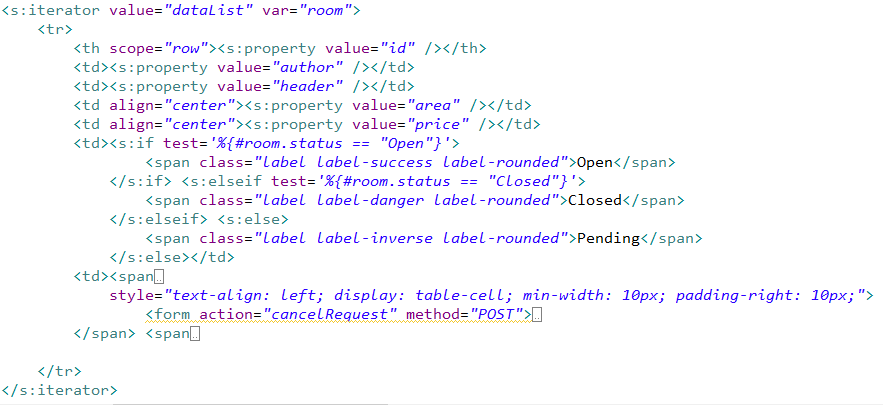 <s:iterator value="dataList" var="room">
<tr>
<th scope="row"><s:property value="id" /></th>
<td><s:property value="author" /></td>
<td><s:property value="header" /></td>
<td align="center"><s:property value="area" /></td>
<td align="center"><s:property value="price" /></td>
<td><s:if test='%{#room.status == "Open"}'>
<span class="label label-success label-rounded">Open</span>
</s:if> <s:elseif test='%{#room.status == "Closed"}'>
<span class="label label-danger label-rounded">Closed</span>
</s:elseif> <s:else>
<span class="label label-inverse label-rounded">Pending</span>
</s:else></td>
<td><span..
style="text-align: left; display: table-cell; min-width: 10px; padding-right: 10px;">
<form action="cancelRequest" method="POST">..
</span> <span..
</tr>
</s:iterator>